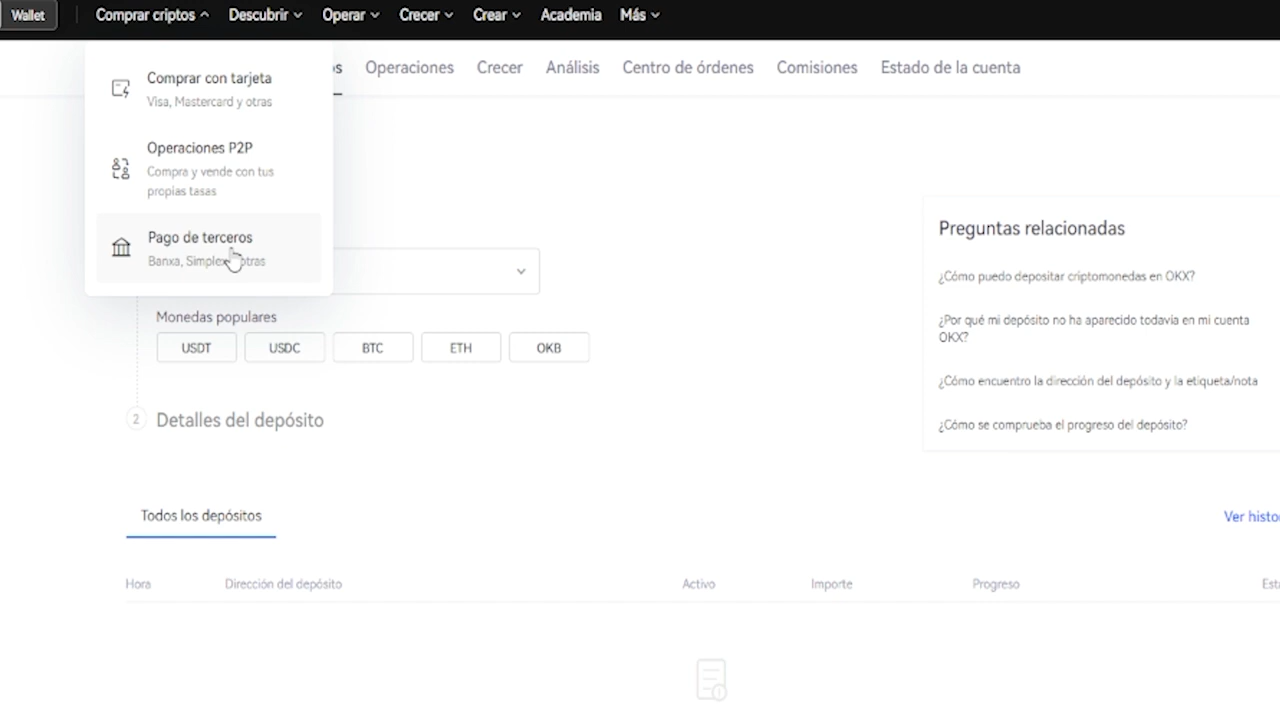 Wallet
Comprar criptos
Descubrir
Operar
Crecer
Crear
Academia
Más
Operaciones
Crecer
Análisis
Centro de órdenes
Comisiones
Estado de la cuenta
Comprar con tarjeta
Visa, Mastercard y otras
Operaciones P2P
Compra y vende con tus
propias tasas
Pago de terceros
Banxa, Simplex otras
Monedas populares
USDT
USDC
BTC
ETH
OKB
2
Detalles del depósito
Preguntas relacionadas
¿Cómo puedo depositar criptomonedas en OKX?
¿Por qué mi depósito no ha aparecido todavía en mi cuenta
OKX?
¿Cómo encuentro la dirección del depósito y la etiqueta/nota
¿Cómo se comprueba el progreso del depósito?
Todos los depósitos
Ver histo
Hora
Dirección del depósito
Activo
Importe
Progreso
Est